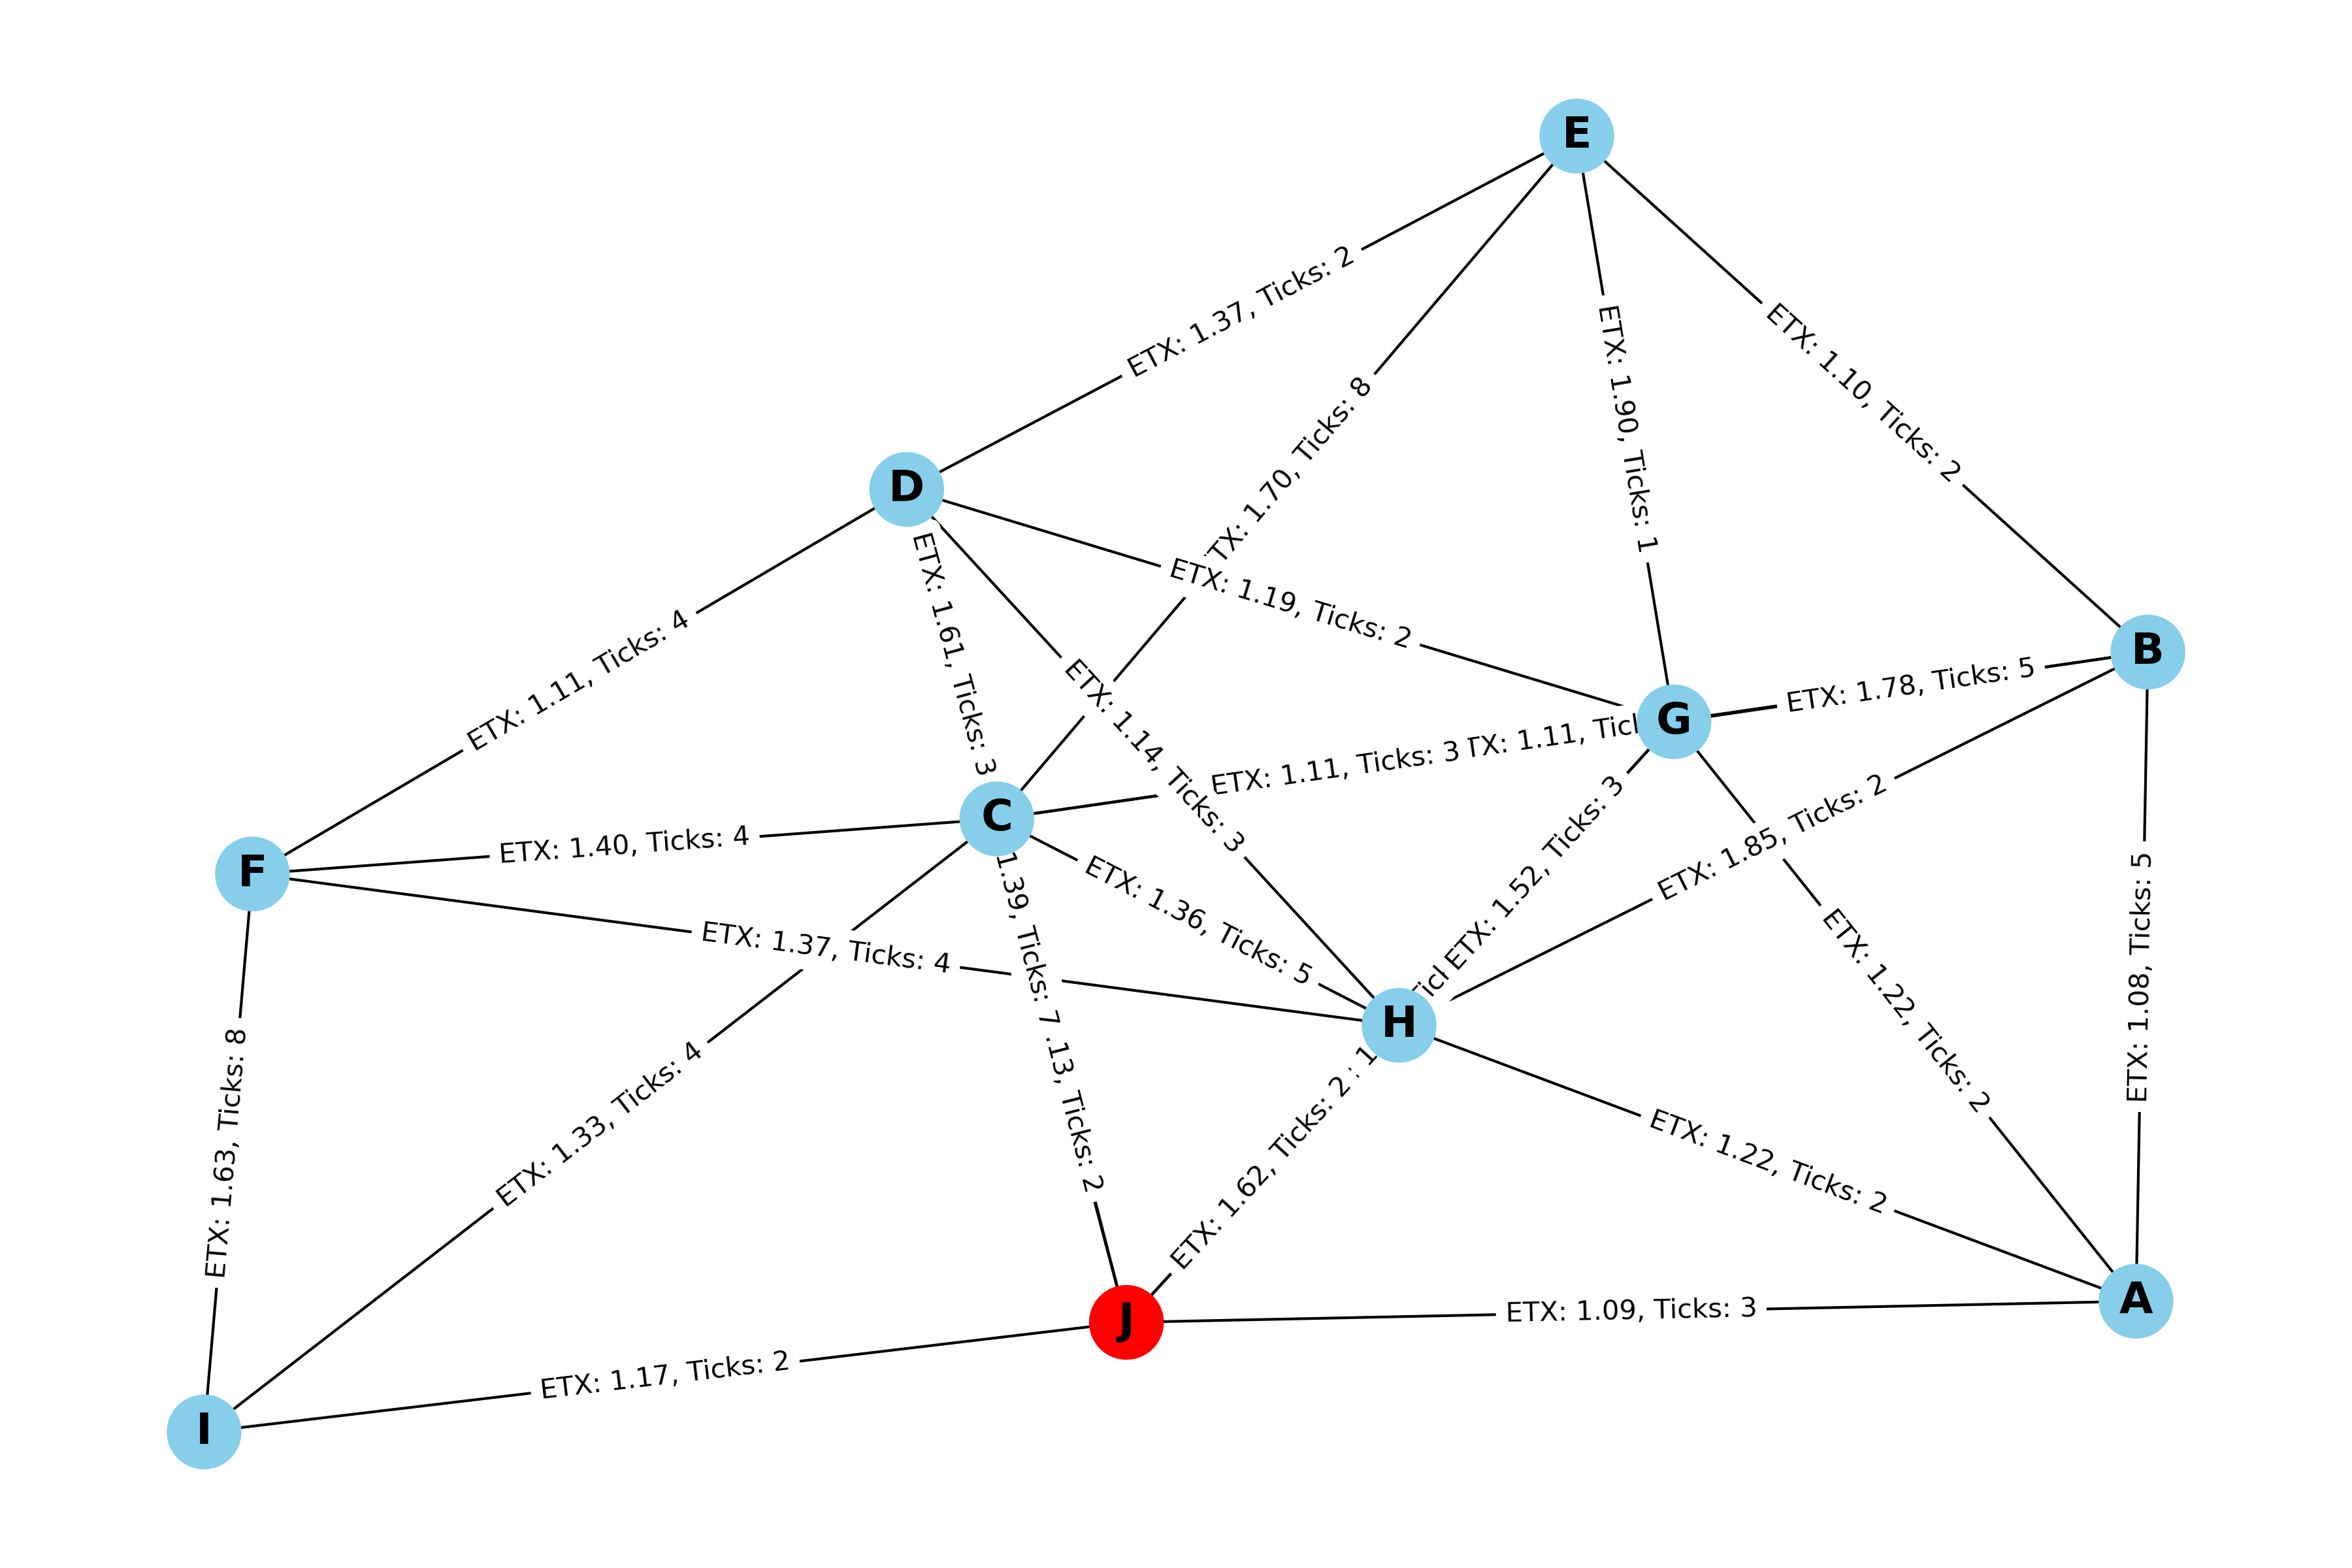 E
ETX: 1.37, Ticks: 2
ETX: 1.90, Ticks: 1
ETX: 1.10, Ticks: 2
TX: 1.70, Ticks: 8
D
ETX: 1.61, Ticks: 3
ETX: 1.19, Ticks: 2
ETX: 1.11, Ticks: 4
ETX: 1.14, Ticks: 3
B
ETX: 1.78, Ticks: 5
G
ETX: 1.11, Ticks: 3
TX: 1.11, Tick
C
ETX: 1.40, Ticks: 4
F
ETX: 1.52, Ticks: 3
ETX: 1.85, Ticks: 2
ETX: 1.36, Ticks: 5
ETX: 1.37, Ticks: 4
1.39, Ticks: 7
ETX: 1.22, Ticks: 2
ETX: 1.08, Ticks: 5
H
: 1
.13, Ticks: 2
ETX: 1.33, Ticks: 4
ETX: 1.63, Ticks: 8
ETX: 1.62, Ticks: 2
ETX: 1.22, Ticks: 2
A
J
ETX: 1.09, Ticks: 3
ETX: 1.17, Ticks: 2
I